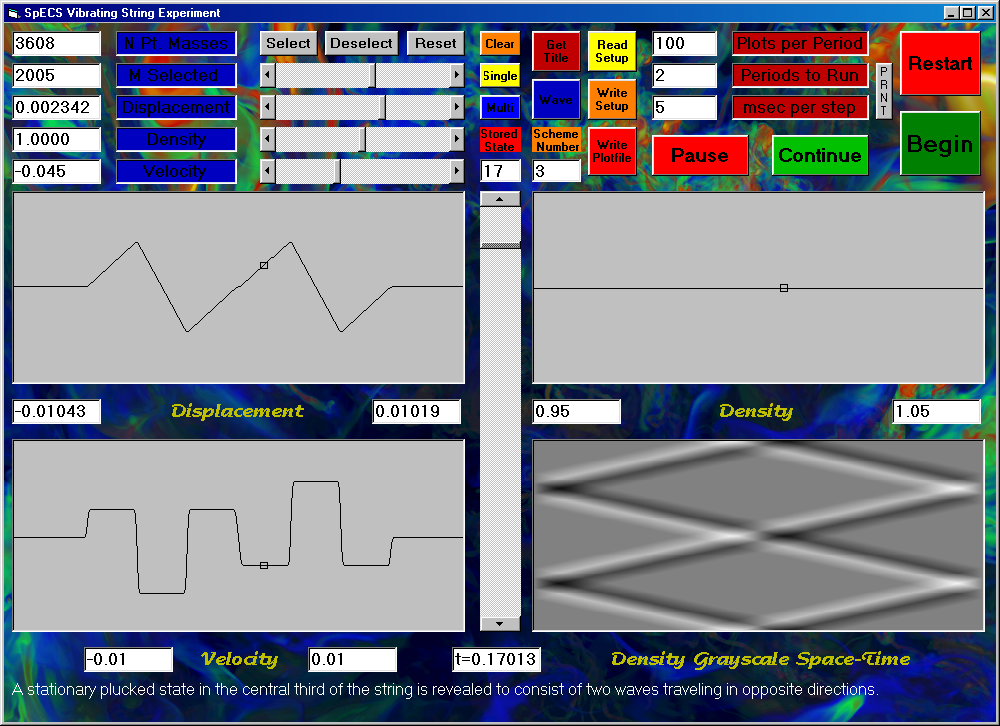 SpECS Vibrating String Experiment
3608 N Pt. Masses Select Deselect Reset
2005 M Selected
0.002342 Displacement
1.0000 Density
-0.045 Velocity
Clear
Single
Multi
Stored
State
17
Get
Title
Wave
Scheme
Number
3
Read
Setup
Write
Setup
Write
Plotfile
100 Plots per Period
2 Periods to Run
5 msec per step
PRNT
Pause Continue
Restart
Begin
-0.01043 Displacement 0.01019
0.95 Density 1.05
-0.01 Velocity 0.01 t=0.17013 Density Grayscale Space-Time
A stationary plucked state in the central third of the string is revealed to consist of two waves traveling in opposite directions.